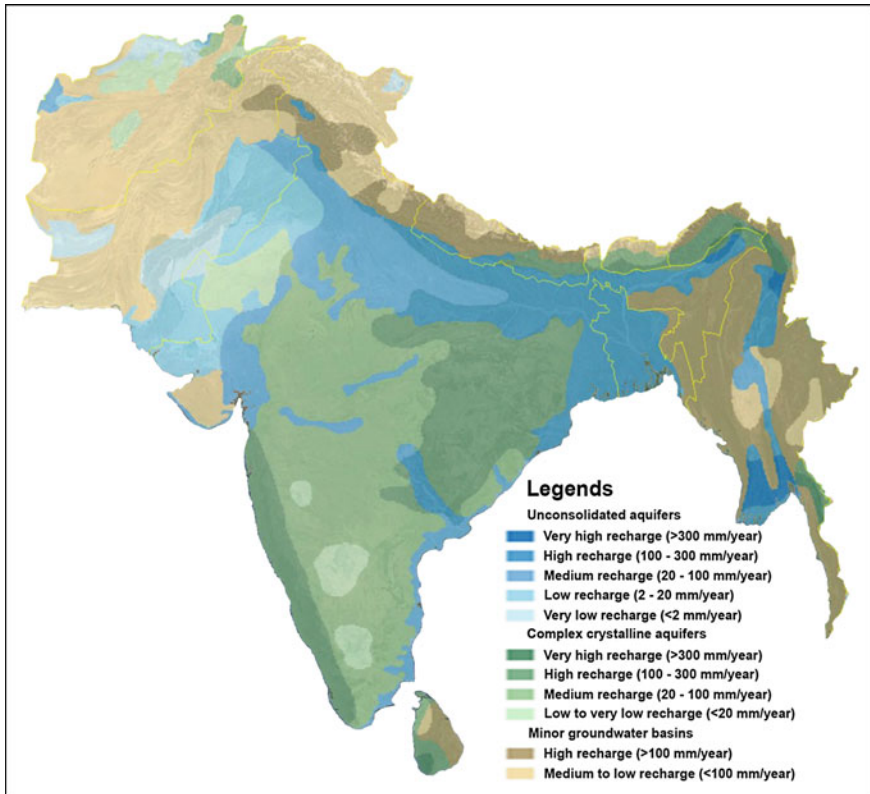 Legends
Unconsolidated aquifers
Very high recharge (>300 mm/year)
High recharge (100 - 300 mm/year)
Medium recharge (20 - 100 mm/year)
Low recharge (2 - 20 mm/year)
Very low recharge (<2 mm/year)
Complex crystalline aquifers
Very high recharge (>300 mm/year)
High recharge (100 - 300 mm/year)
Medium recharge (20 - 100 mm/year)
Low to very low recharge (<20 mm/year)
Minor groundwater basins
High recharge (>100 mm/year)
Medium to low recharge (<100 mm/year)